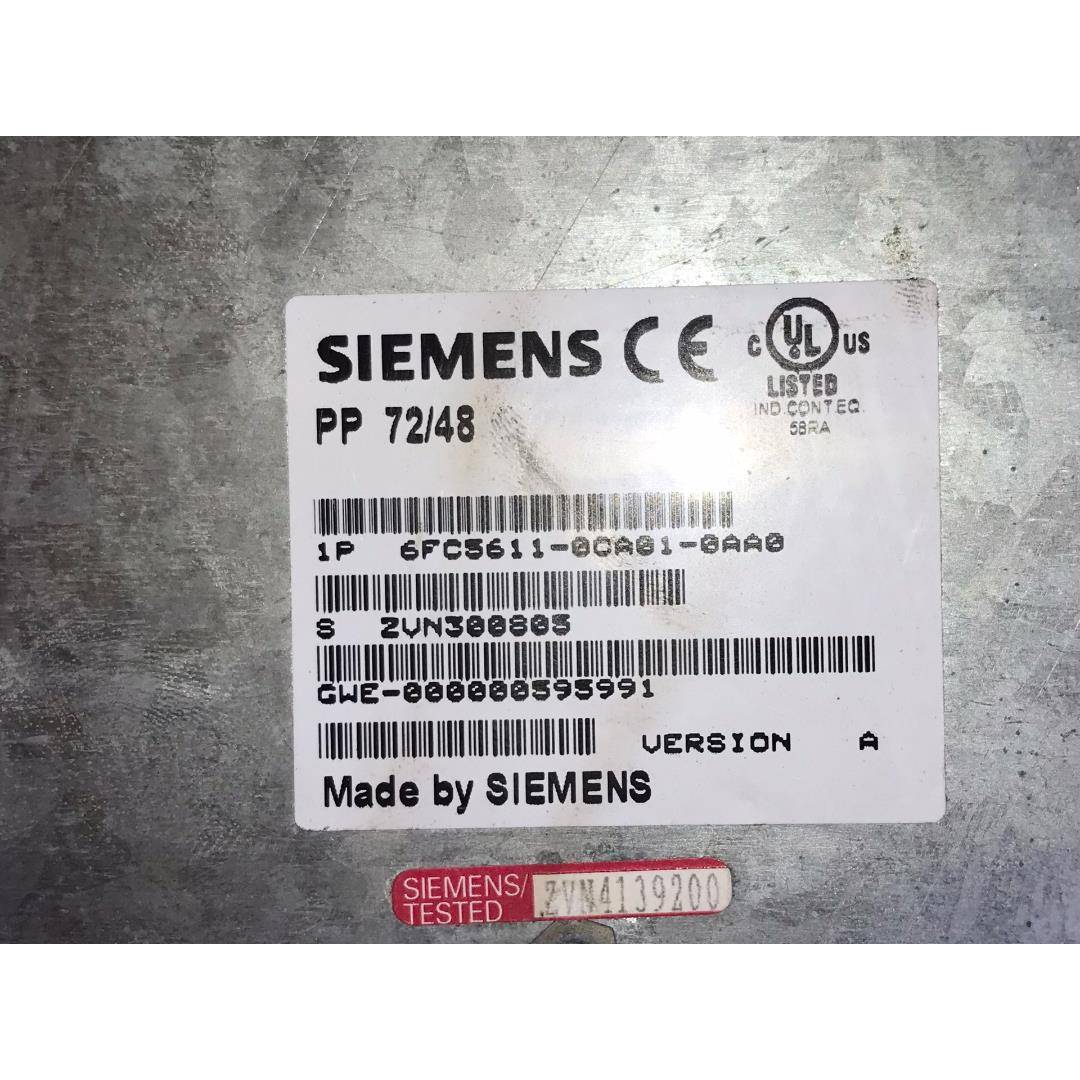 SIEMENS CE
C UL US
LISTED
IND.CONT.EQ.
58RA
PP 72/48
1P 6FC5611-0CA01-0AA0
S ZVN300805
GWE-000000595991
VERSION A
Made by SIEMENS
SIEMENS/
TESTED
ZVN4139200